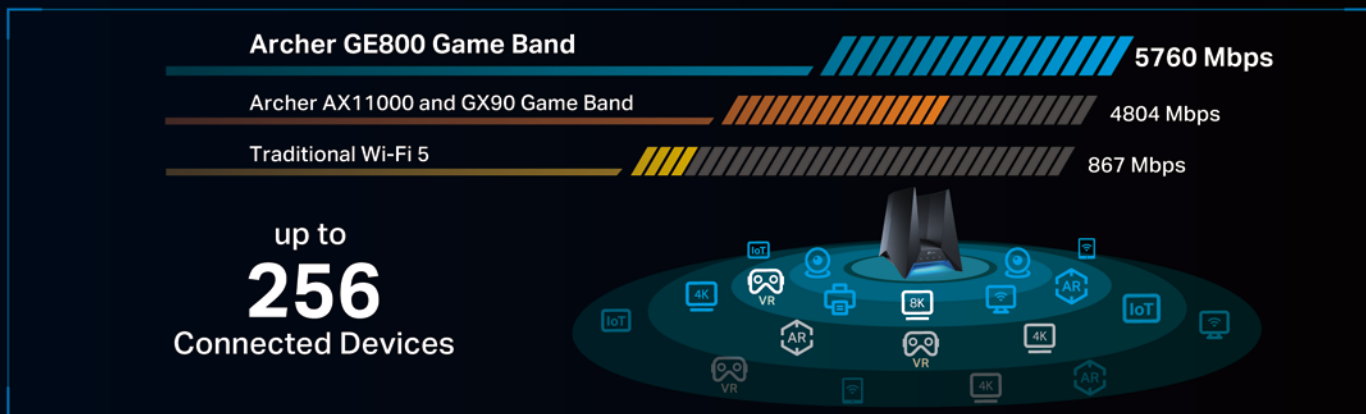 Archer GE800 Game Band
5760 Mbps
Archer AX11000 and GX90 Game Band
4804 Mbps
Traditional Wi-Fi 5
867 Mbps
up to
256
Connected Devices
IoT
4K
VR
8K
AR
IoT
IoT
AR
VR
4K
VR
4K
AR